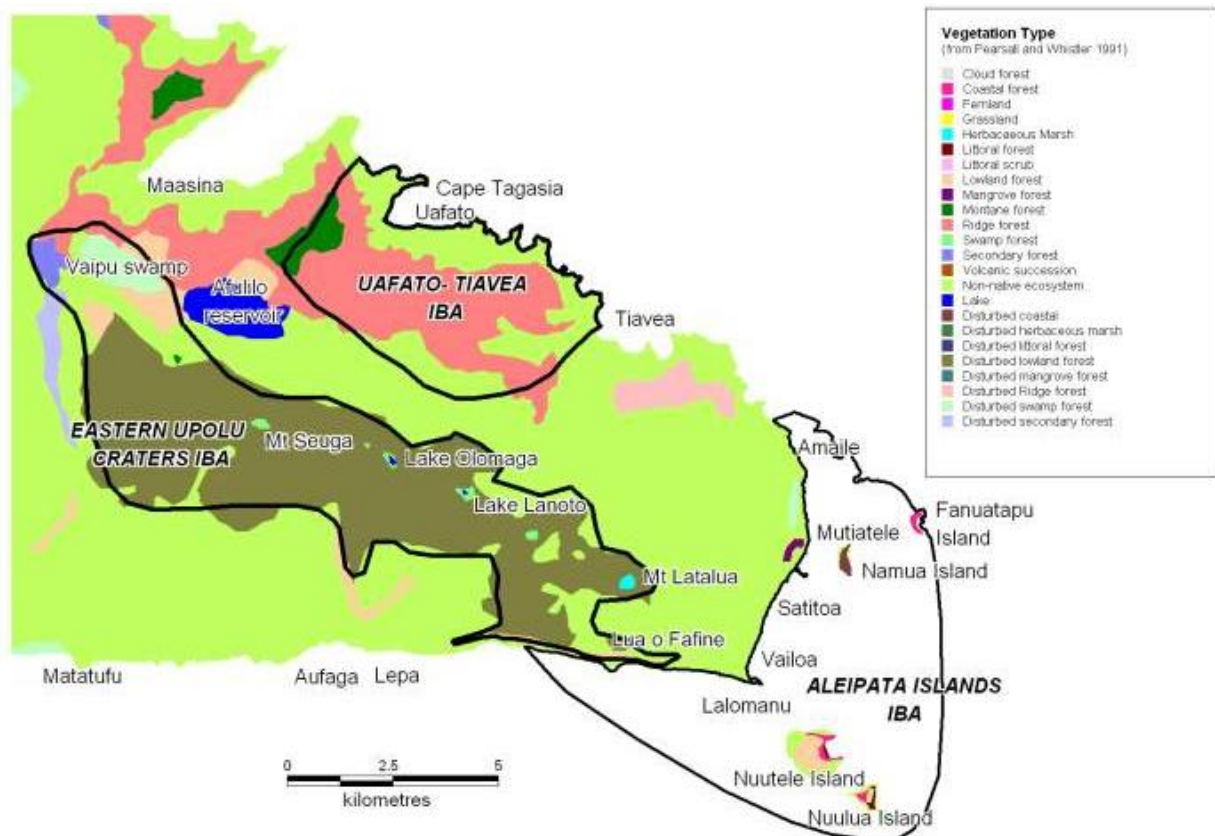 Vegetation Type
(from Pearsall and Whistler 1991)
Cloud forest
Coastal forest
Fernland
Grassland
Herbacaeous Marsh
Littoral forest
Littoral scrub
Lowland forest
Mangrove forest
Montane forest
Ridge forest
Swamp forest
Secondary forest
Volcanic succession
Non-native ecosystem
Lake
Disturbed coastal
Disturbed herbaceous marsh
Disturbed littoral forest
Disturbed lowland forest
Disturbed mangrove forest
Disturbed Ridge forest
Disturbed swamp forest
Disturbed secondary forest
Maasina
Cape Tagasia
Uafato
Vaipu swamp
Afulilo
reservoir
UAFATO- TIAVEA
IBA
Tiavea
EASTERN UPOLU
CRATERS IBA
Mt Seuga
Lake Olomaga
Lake Lanoto
Amaile
Fanuatapu
Island
Mutiatele
Namua Island
Mt Latalua
Satitoa
Lua o Fafine
Vailoa
Matatufu
Aufaga
Lepa
Lalomanu
ALEIPATA ISLANDS
IBA
Nuutele Island
Nuulua Island
0 2.5 5
kilometres